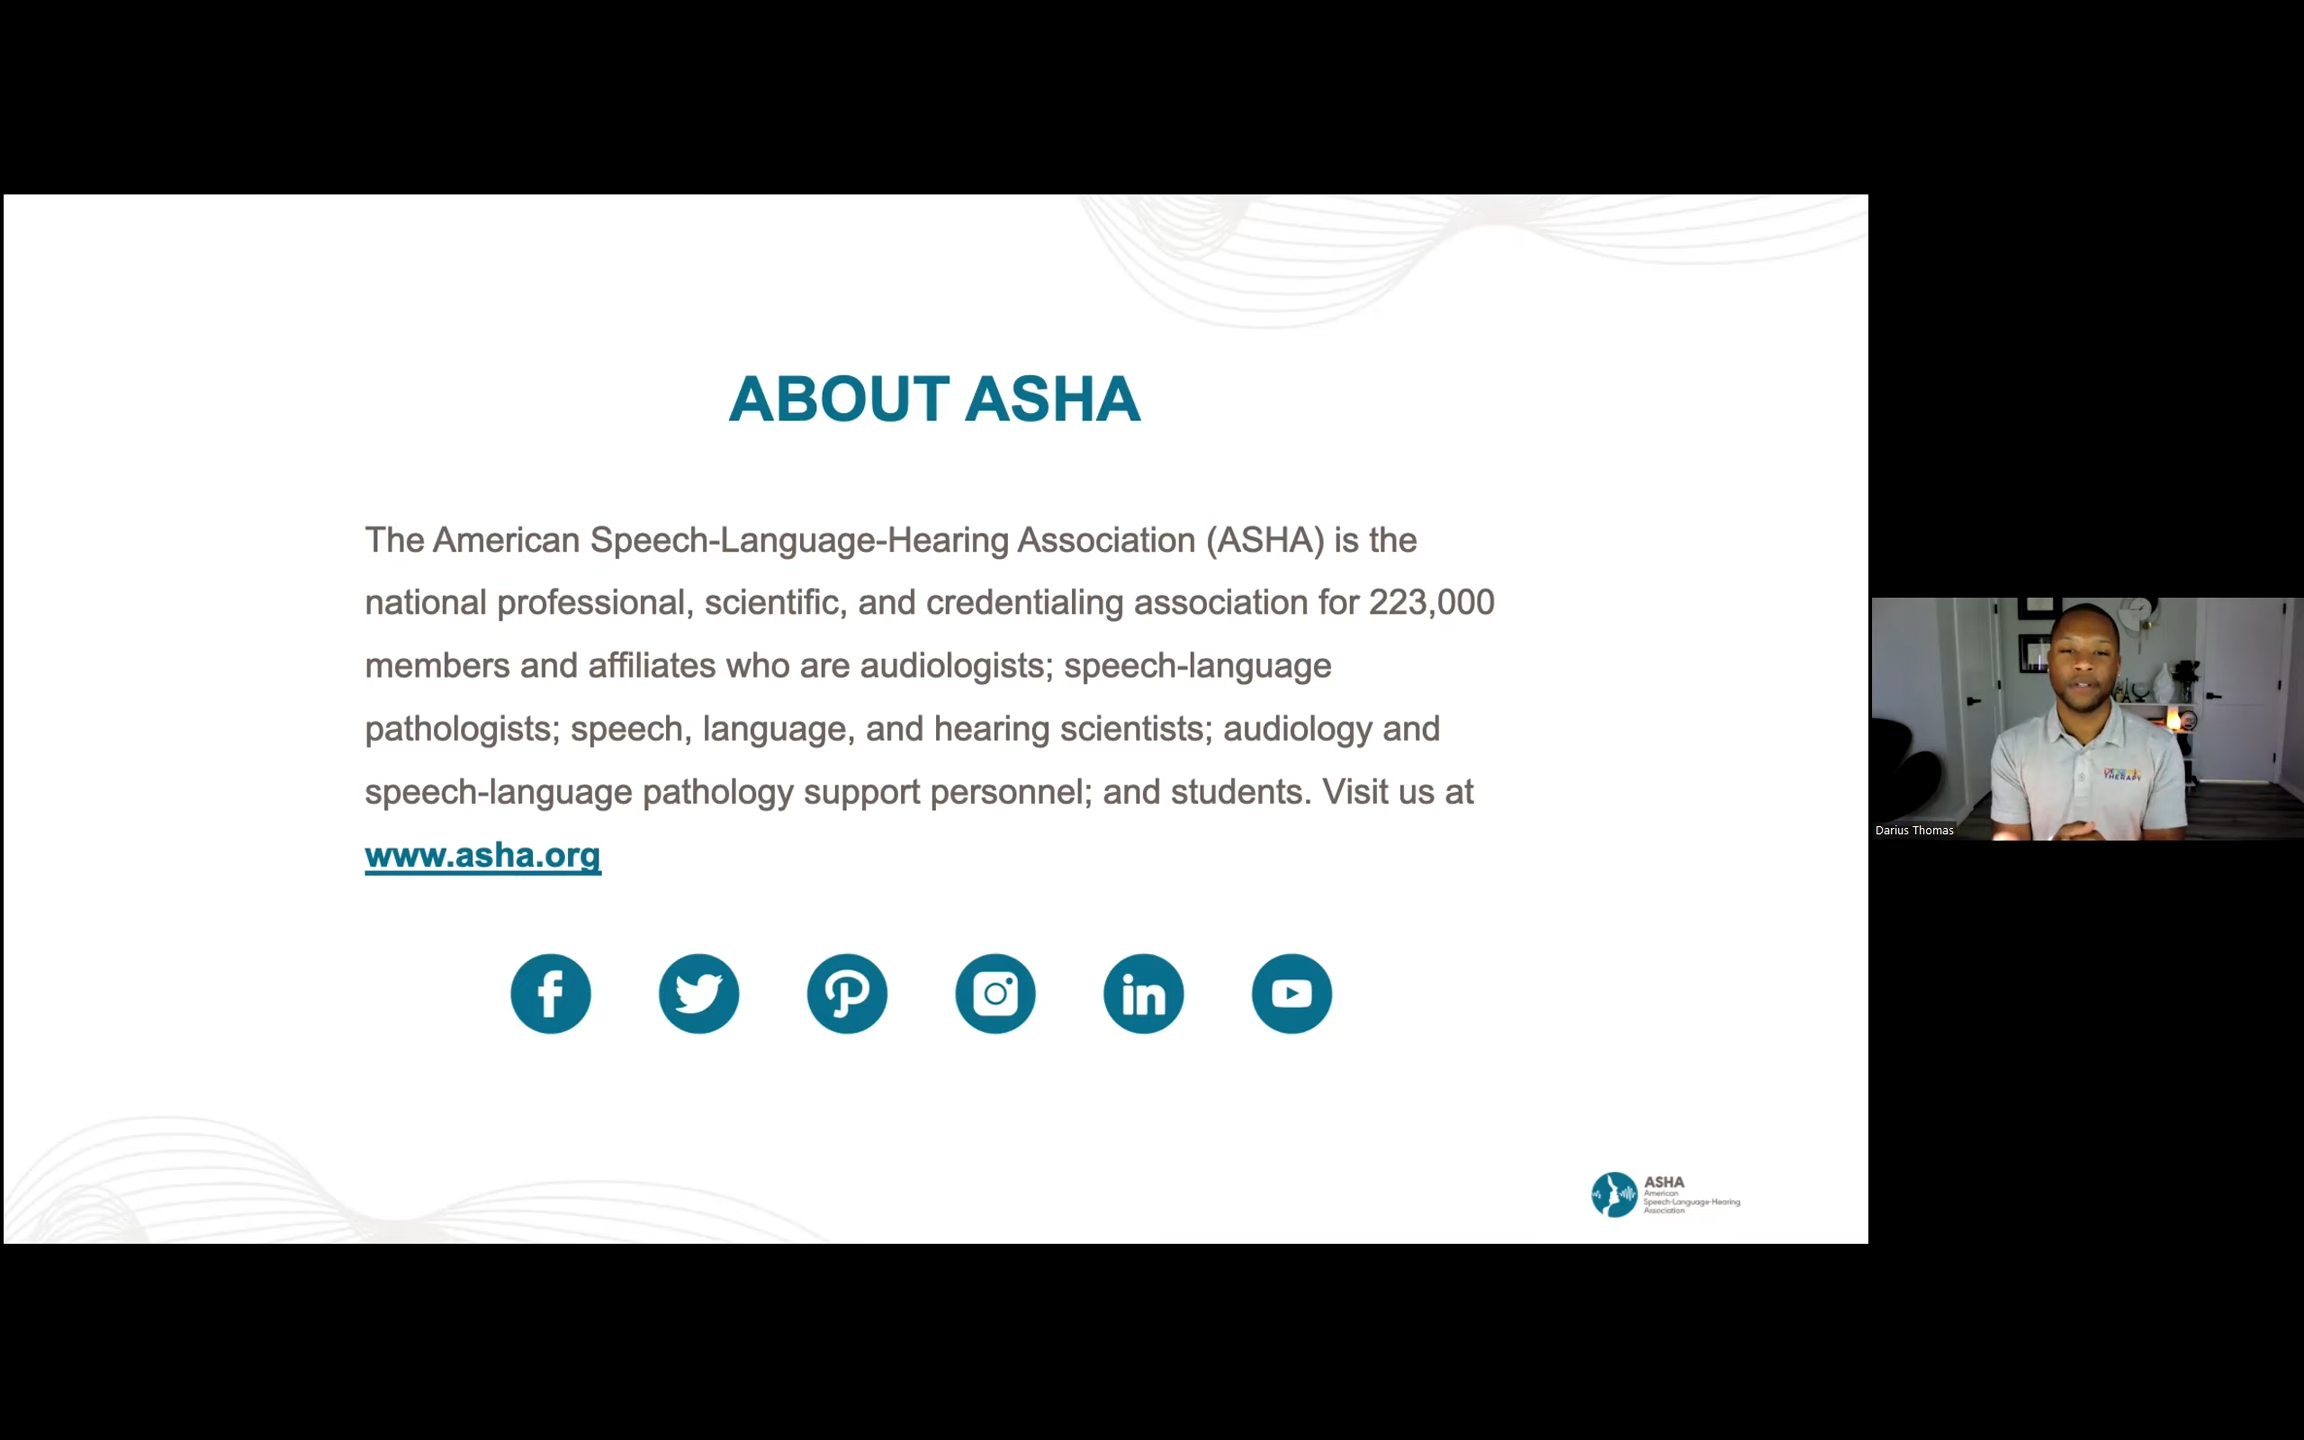 ABOUT ASHA
The American Speech-Language-Hearing Association (ASHA) is the
national professional, scientific, and credentialing association for 223,000
members and affiliates who are audiologists; speech-language
pathologists; speech, language, and hearing scientists; audiology and
speech-language pathology support personnel; and students. Visit us at
www.asha.org
ASHA
American
Speech-Language-Hearing
Association
THERAPY
Darius Thomas